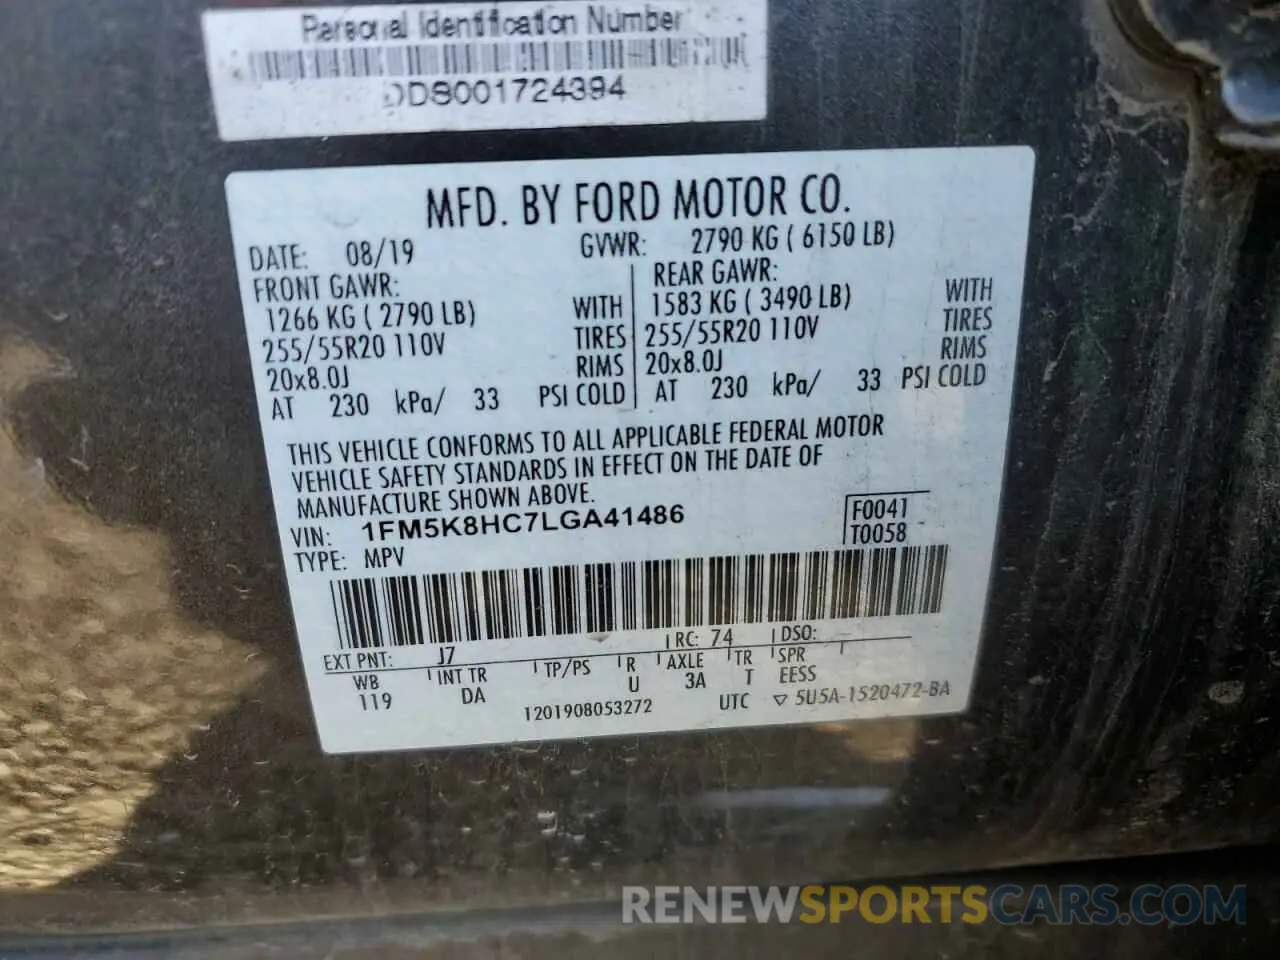 Personal Identification Number
DDS001724394
MFD. BY FORD MOTOR CO.
DATE: 08/19 GVWR: 2790 KG ( 6150 LB)
FRONT GAWR: REAR GAWR:
1266 KG ( 2790 LB) WITH 1583 KG ( 3490 LB) WITH
255/55R20 110V TIRES 255/55R20 110V TIRES
20x8.0J RIMS 20x8.0J RIMS
AT 230 kPa/ 33 PSI COLD AT 230 kPa/ 33 PSI COLD
THIS VEHICLE CONFORMS TO ALL APPLICABLE FEDERAL MOTOR
VEHICLE SAFETY STANDARDS IN EFFECT ON THE DATE OF
MANUFACTURE SHOWN ABOVE.
VIN: 1FM5K8HC7LGA41486 F0041
TYPE: MPV T0058
EXT PNT: J7 RC: 74 DSO:
WB INT TR TP/PS R AXLE TR SPR
119 DA U 3A T EESS
1201908053272 UTC ▽ 5U5A-1520472-BA
RENEWSPORTSCARS.COM